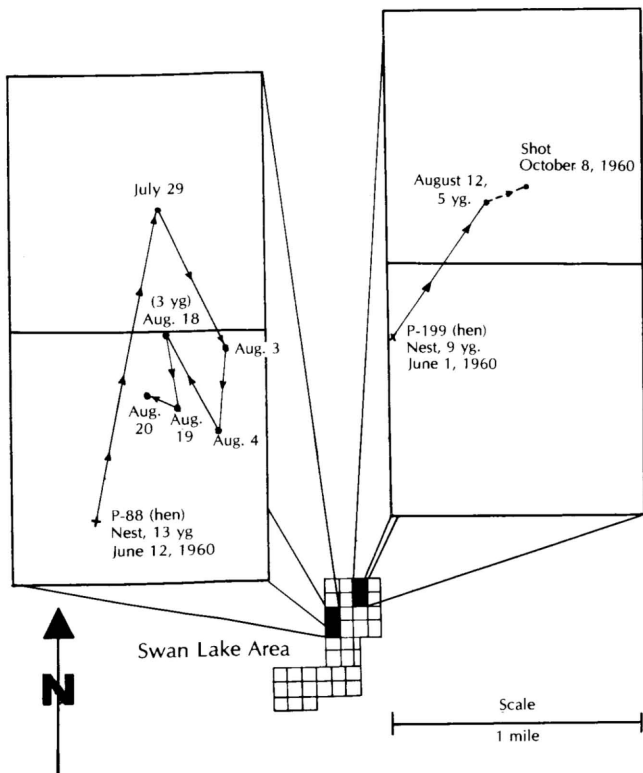 July 29
(3 yg)
Aug. 18
Aug. 3
Aug.
20
Aug.
19
Aug. 4
P-88 (hen)
Nest, 13 yg
June 12, 1960
Shot
October 8, 1960
August 12,
5 yg.
P-199 (hen)
Nest, 9 yg.
June 1, 1960
Swan Lake Area
N
Scale
1 mile